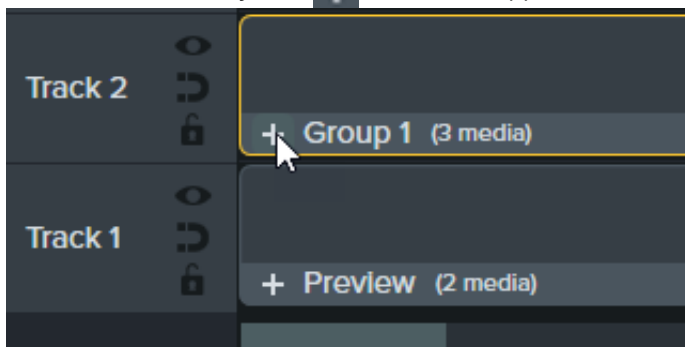 Track 2
+ Group 1 (3 media)
Track 1
+ Preview (2 media)